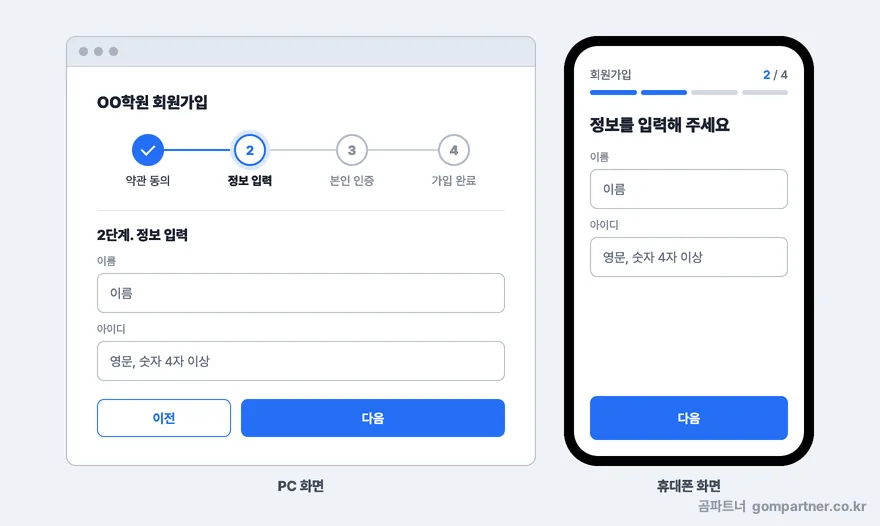 OO학원 회원가입
2 3 4
약관 동의 정보 입력 본인 인증 가입 완료
2단계. 정보 입력
이름
이름
아이디
영문, 숫자 4자 이상
이전 다음
PC 화면
회원가입 2 / 4
정보를 입력해 주세요
이름
이름
아이디
영문, 숫자 4자 이상
다음
휴대폰 화면
곰파트너 gompartner.co.kr